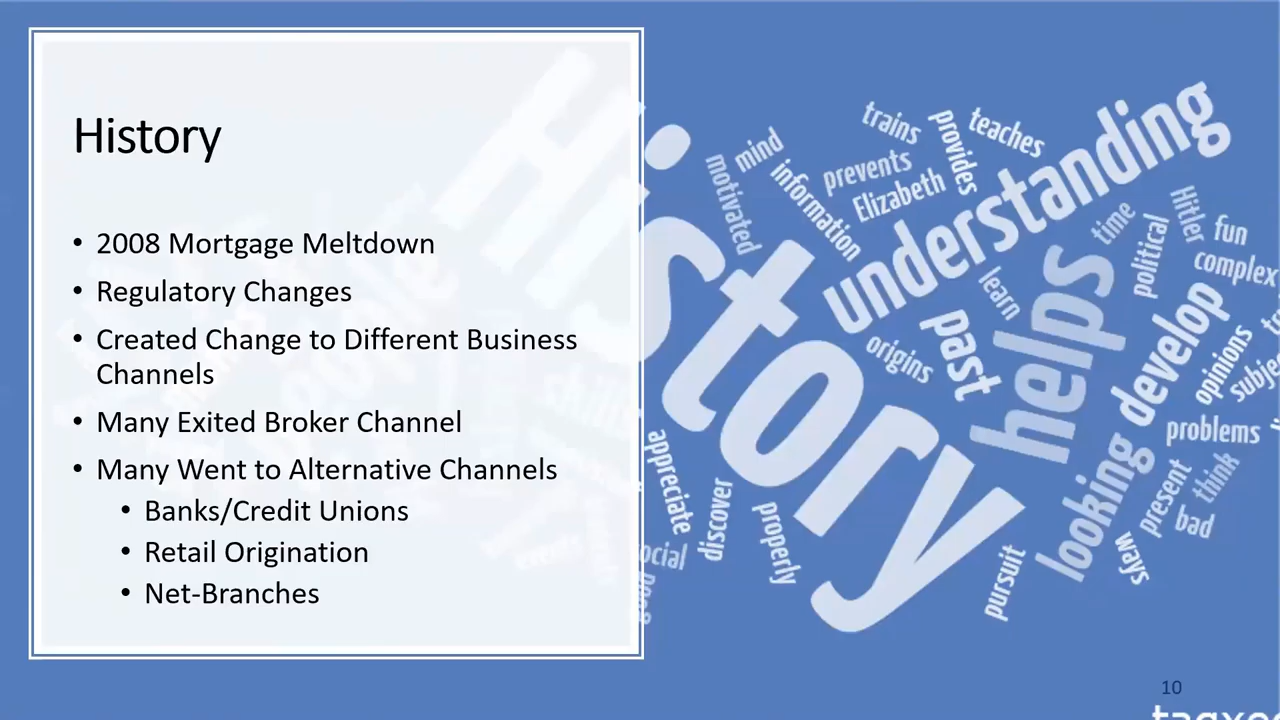 History
• 2008 Mortgage Meltdown
• Regulatory Changes
• Created Change to Different Business
Channels
• Many Exited Broker Channel
• Many Went to Alternative Channels
• Banks/Credit Unions
• Retail Origination
• Net-Branches
History
understanding
helps
past
develop
looking
trains
provides
teaches
mind
motivated
information
prevents
Elizabeth
time
political
Hitler
fun
complex
learn
origins
opinions
problems
think
present
bad
ways
pursuit
properly
discover
appreciate
10